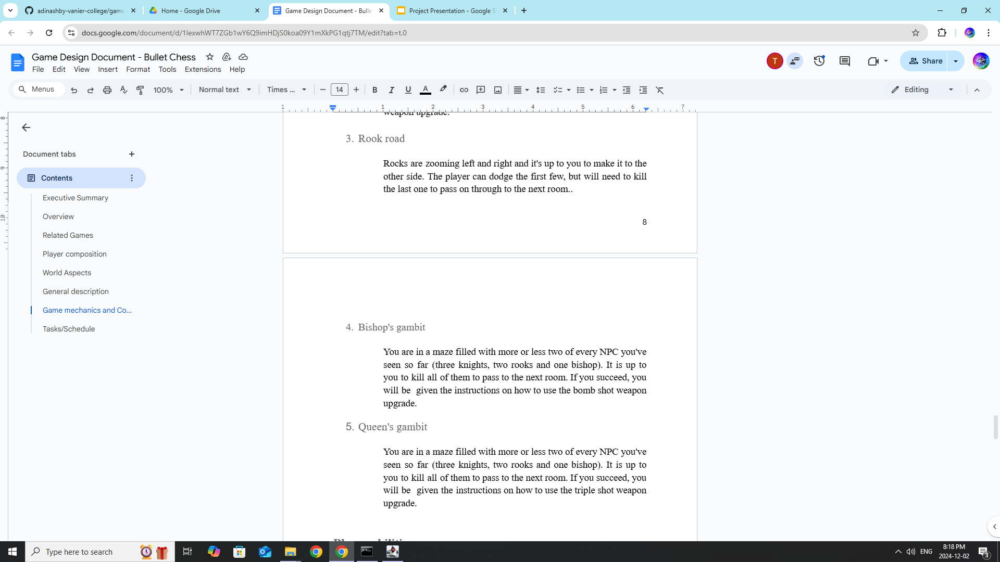 adinashby-vanier-college/game
Home - Google Drive
Game Design Document - Bulle
Project Presentation - Google S
docs.google.com/document/d/1lexwhWT7ZGb1wY6Q9imHDjS0koa09Y1mXkPG1qtj7TM/edit?tab=t.0
Game Design Document - Bullet Chess
T
Share
File Edit View Insert Format Tools Extensions Help
Menus 100% Normal text Times ... 14 B I U A Editing
1 1 2 3 4 5 6 7
8
9
10
Document tabs
Contents
Executive Summary
Overview
Related Games
Player composition
World Aspects
General description
Game mechanics and Co...
Tasks/Schedule
weapon upgrade.
3. Rook road
Rocks are zooming left and right and it's up to you to make it to the
other side. The player can dodge the first few, but will need to kill
the last one to pass on through to the next room..
8
4. Bishop's gambit
You are in a maze filled with more or less two of every NPC you've
seen so far (three knights, two rooks and one bishop). It is up to
you to kill all of them to pass to the next room. If you succeed, you
will be  given the instructions on how to use the bomb shot weapon
upgrade.
5. Queen's gambit
You are in a maze filled with more or less two of every NPC you've
seen so far (three knights, two rooks and one bishop). It is up to
you to kill all of them to pass to the next room. If you succeed, you
will be  given the instructions on how to use the triple shot weapon
upgrade.
Type here to search
ENG
8:18 PM
2024-12-02
3